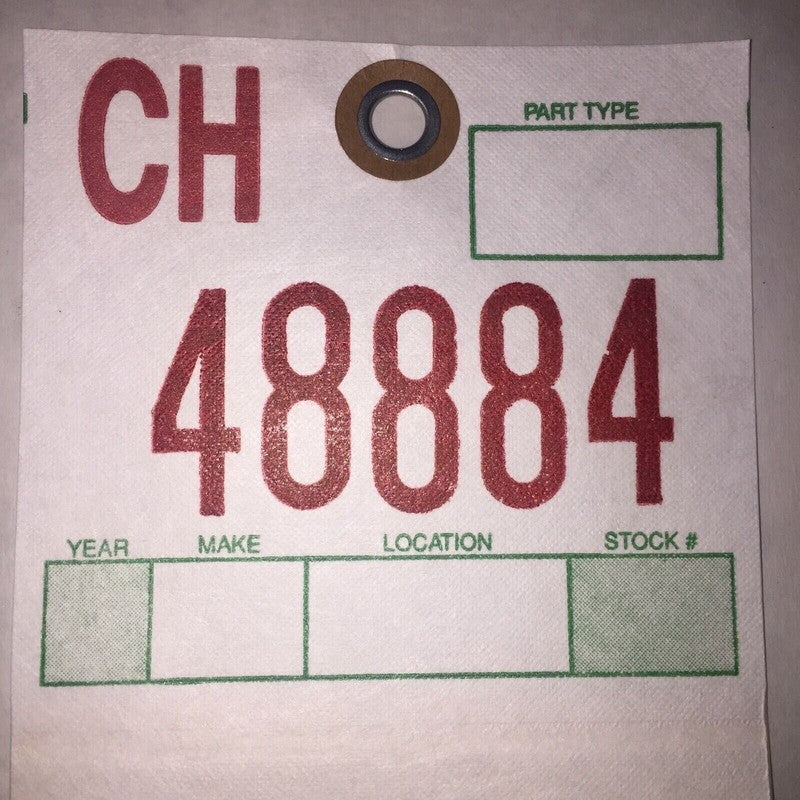 CH
PART TYPE
48884
YEAR MAKE LOCATION STOCK #